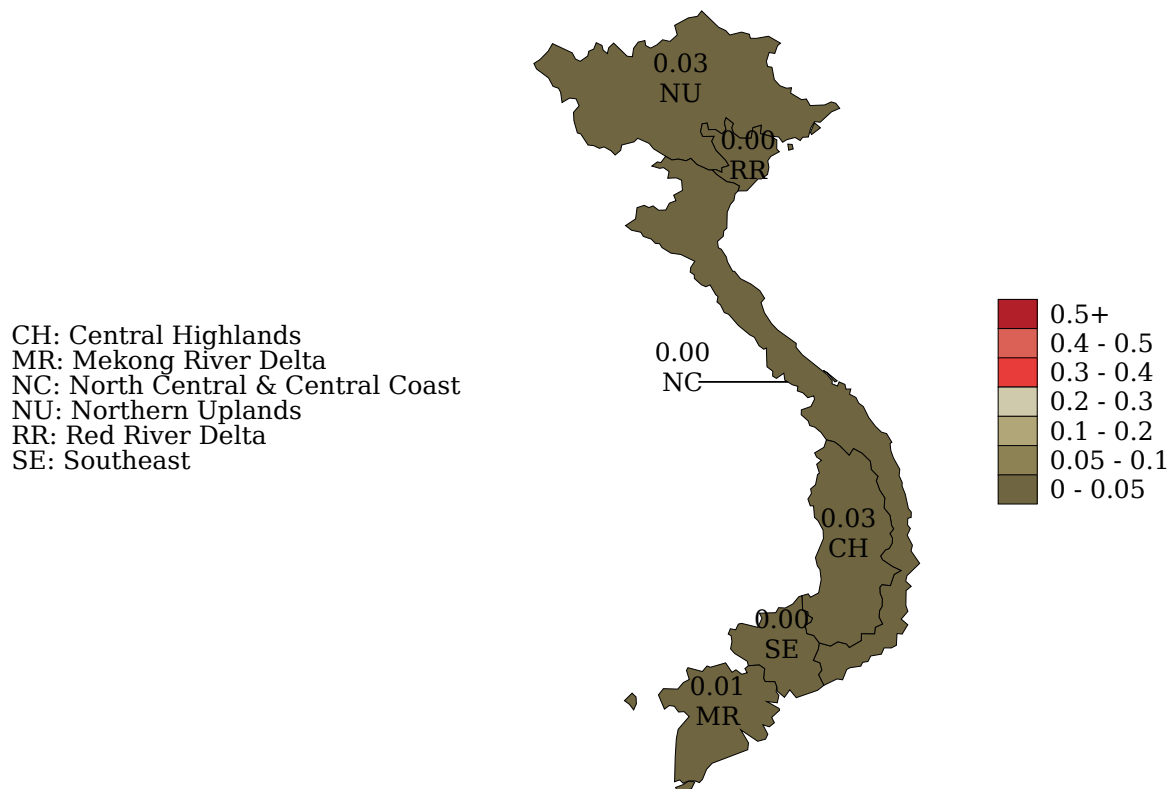 0.03
NU
0.00
RR
CH: Central Highlands
MR: Mekong River Delta
NC: North Central & Central Coast
NU: Northern Uplands
RR: Red River Delta
SE: Southeast
0.00
NC
0.03
CH
0.00
SE
0.01
MR
0.5+
0.4 - 0.5
0.3 - 0.4
0.2 - 0.3
0.1 - 0.2
0.05 - 0.1
0 - 0.05